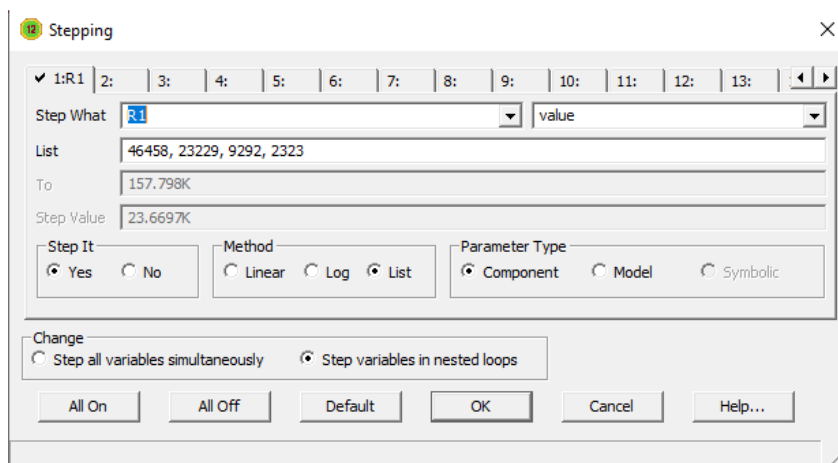 12 Stepping
1:R1 2: 3: 4: 5: 6: 7: 8: 9: 10: 11: 12: 13:
Step What R1 value
List 46458, 23229, 9292, 2323
To 157.798K
Step Value 23.6697K
Step It Method Parameter Type
Yes No Linear Log List Component Model Symbolic
Change
Step all variables simultaneously Step variables in nested loops
All On All Off Default OK Cancel Help...